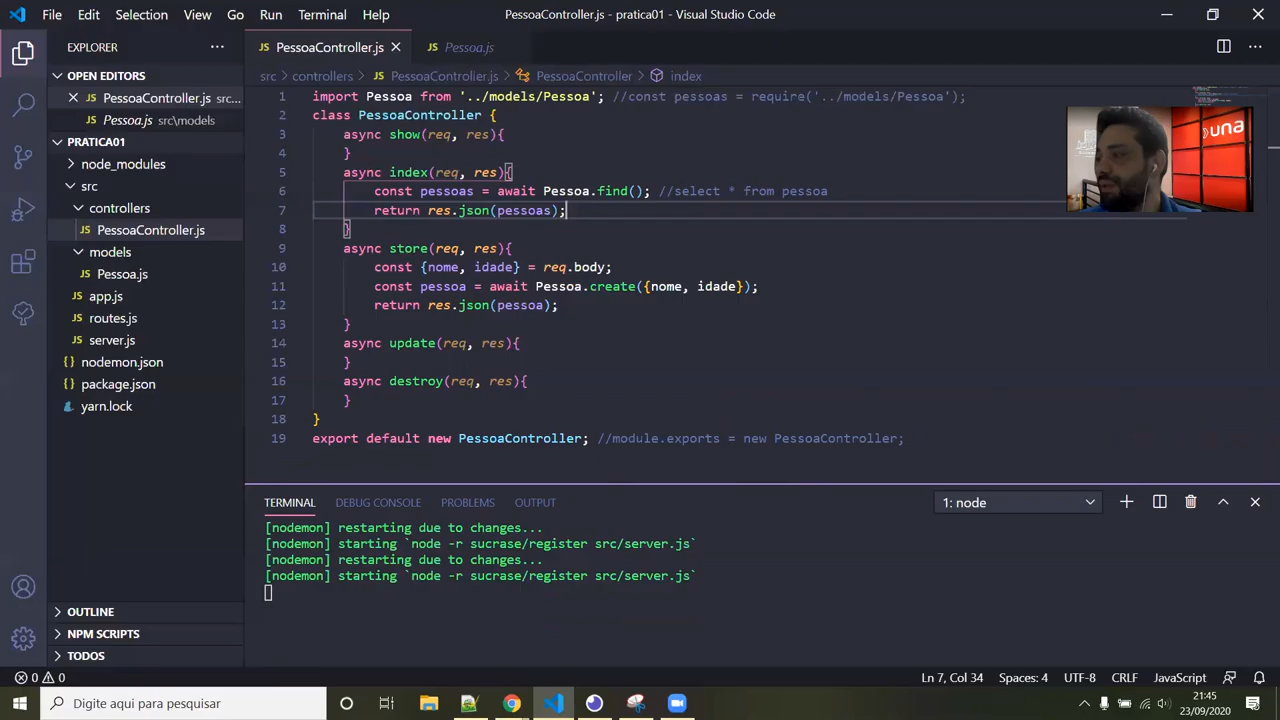 File Edit Selection View Go Run Terminal Help
PessoaController.js - pratica01 - Visual Studio Code
EXPLORER
OPEN EDITORS
PessoaController.js src...
Pessoa.js src\models
PRATICA01
node_modules
src
controllers
PessoaController.js
models
Pessoa.js
app.js
routes.js
server.js
nodemon.json
package.json
yarn.lock
OUTLINE
NPM SCRIPTS
TODOS
PessoaController.js
Pessoa.js
src > controllers > PessoaController.js > PessoaController > index
1 import Pessoa from '../models/Pessoa'; //const pessoas = require('../models/Pessoa');
2 class PessoaController {
3 async show(req, res){
4 }
5 async index(req, res){
6 const pessoas = await Pessoa.find(); //select * from pessoa
7 return res.json(pessoas);
8 }
9 async store(req, res){
10 const {nome, idade} = req.body;
11 const pessoa = await Pessoa.create({nome, idade});
12 return res.json(pessoa);
13 }
14 async update(req, res){
15 }
16 async destroy(req, res){
17 }
18 }
19 export default new PessoaController; //module.exports = new PessoaController;
una
TERMINAL DEBUG CONSOLE PROBLEMS OUTPUT
1: node
[nodemon] restarting due to changes...
[nodemon] starting `node -r sucrase/register src/server.js`
[nodemon] restarting due to changes...
[nodemon] starting `node -r sucrase/register src/server.js`
0 0
Ln 7, Col 34 Spaces: 4 UTF-8 CRLF JavaScript
Digite aqui para pesquisar
21:45
23/09/2020